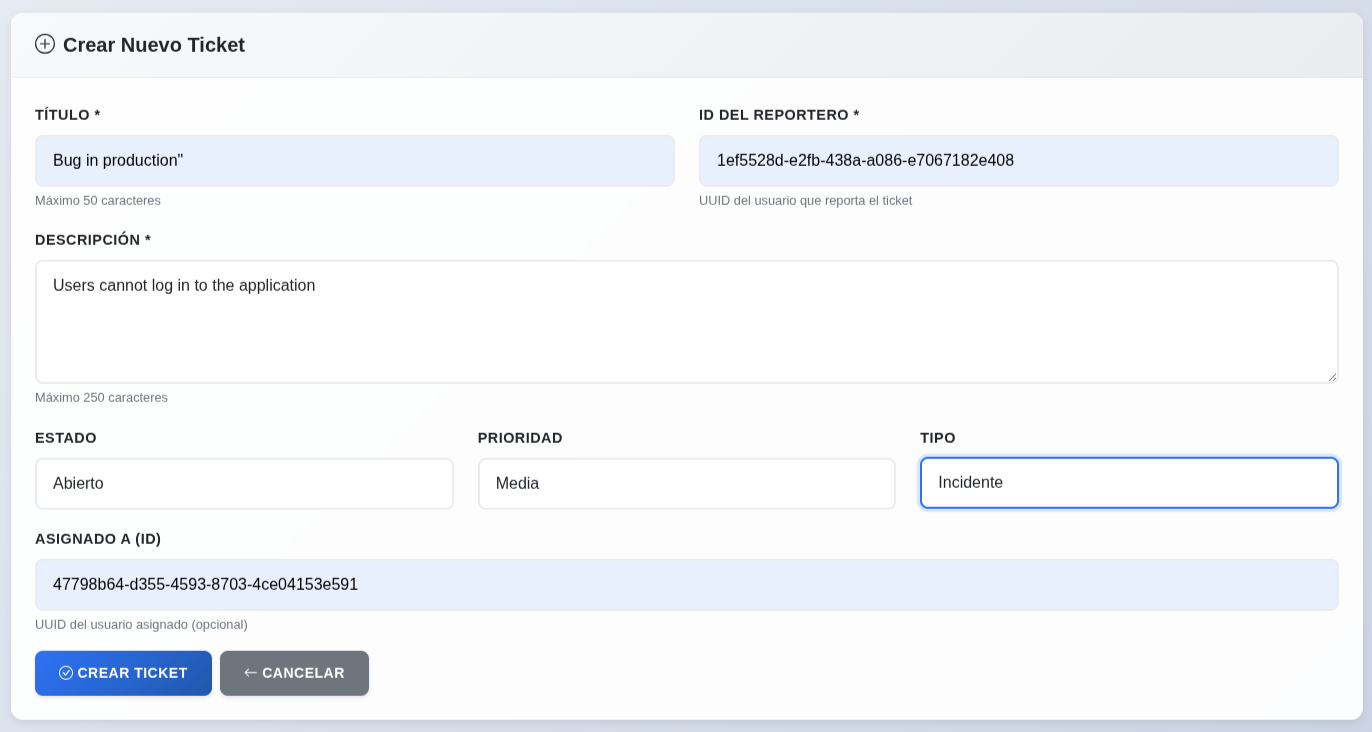 Crear Nuevo Ticket
TÍTULO *
ID DEL REPORTERO *
Bug in production"
1ef5528d-e2fb-438a-a086-e7067182e408
Máximo 50 caracteres
UUID del usuario que reporta el ticket
DESCRIPCIÓN *
Users cannot log in to the application
Máximo 250 caracteres
ESTADO
PRIORIDAD
TIPO
Abierto
Media
Incidente
ASIGNADO A (ID)
47798b64-d355-4593-8703-4ce04153e591
UUID del usuario asignado (opcional)
CREAR TICKET
CANCELAR